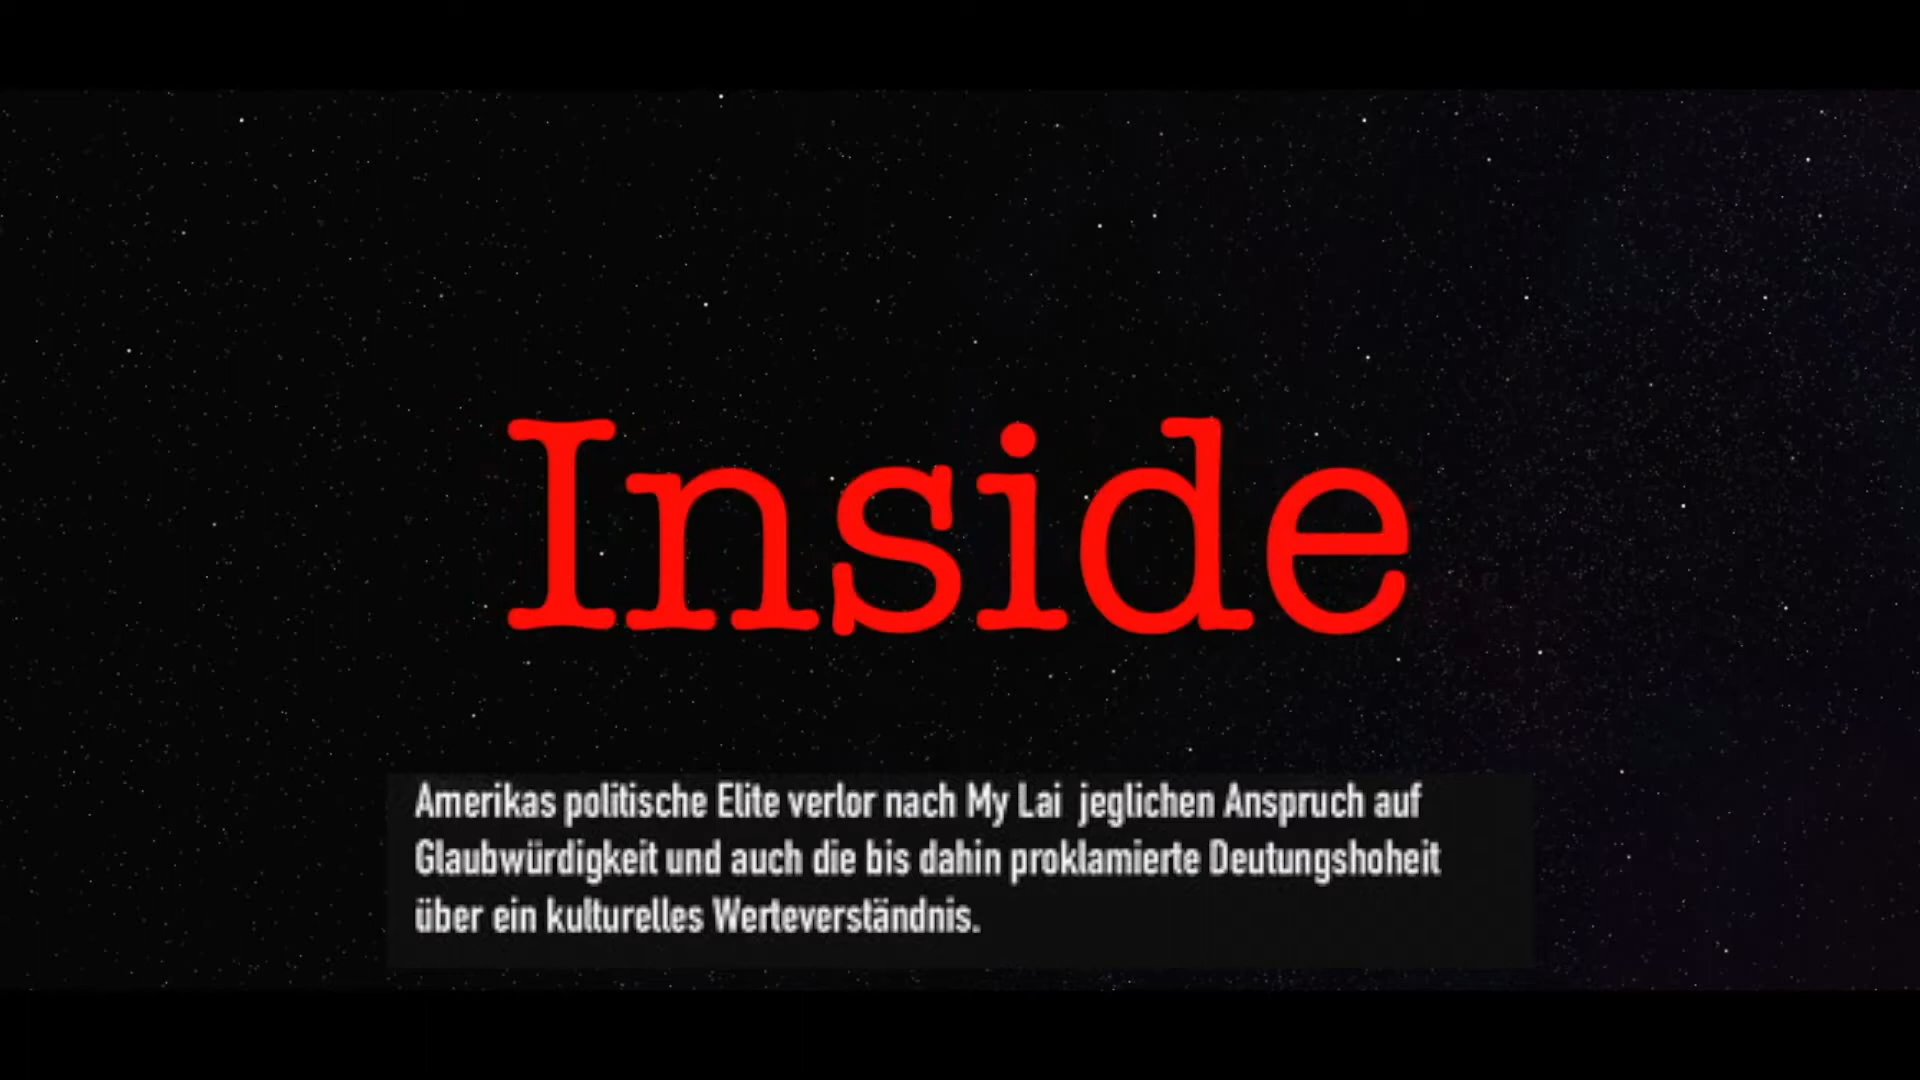 Inside
Amerikas politische Elite verlor nach My Lai  jeglichen Anspruch auf
Glaubwürdigkeit und auch die bis dahin proklamierte Deutungshoheit
über ein kulturelles Werteverständnis.